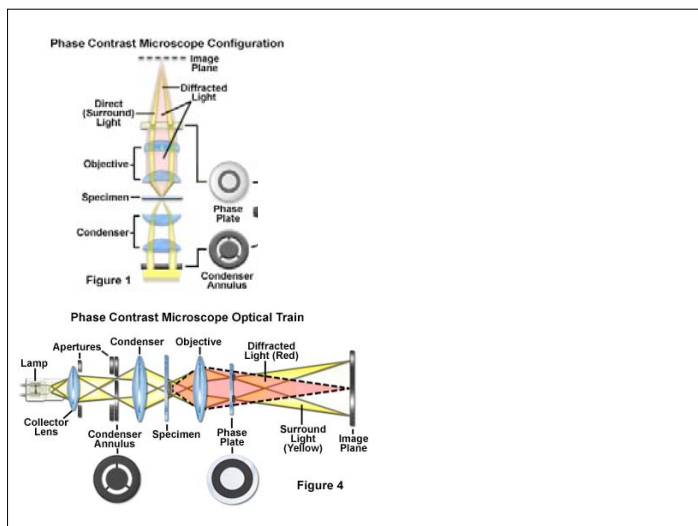 Phase Contrast Microscope Configuration
Image
Plane
Diffracted
Light
Direct
(Surround)
Light
Objective
Specimen
Phase
Plate
Condenser
Condenser
Annulus
Figure 1
Phase Contrast Microscope Optical Train
Condenser
Objective
Apertures
Diffracted
Light (Red)
Lamp
Collector
Lens
Condenser
Annulus
Specimen
Phase
Plate
Surround
Light
(Yellow)
Image
Plane
Figure 4